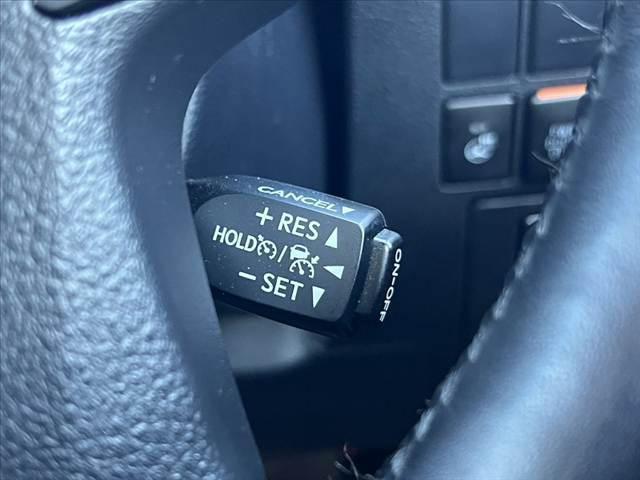 CANCEL▼
+ RES ▲
HOLD /
− SET ▼
ON-OFF